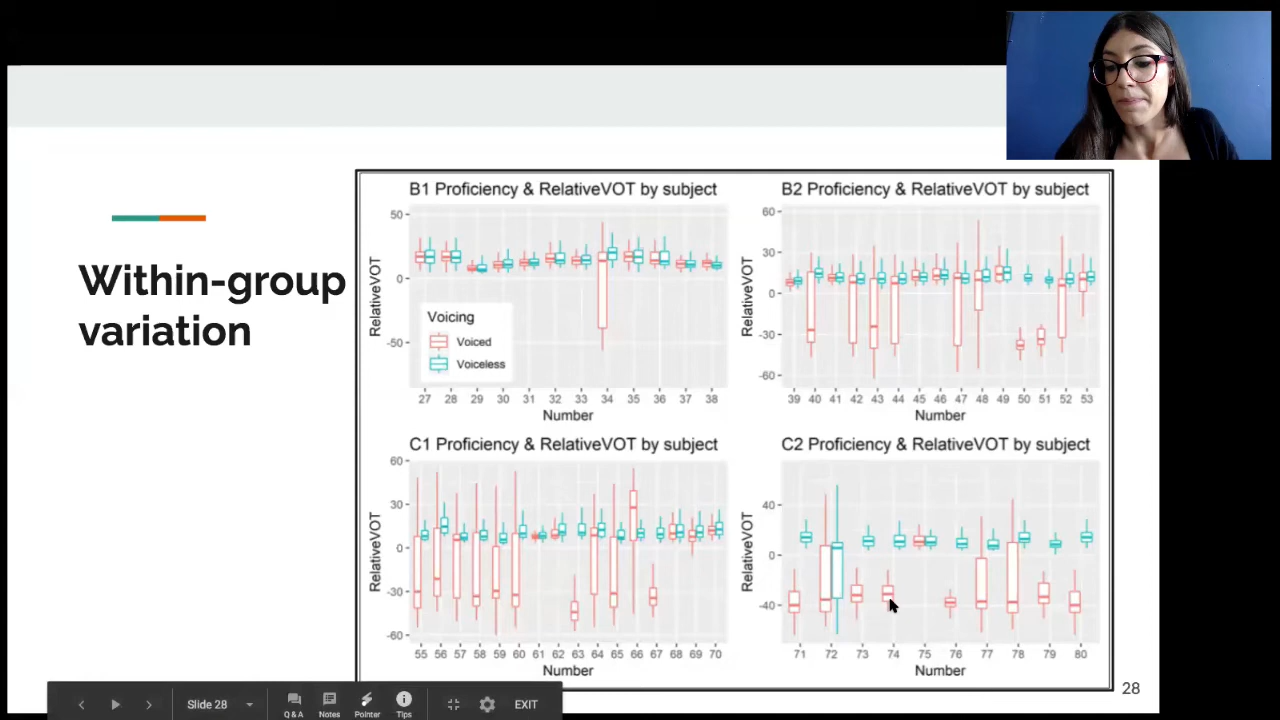 Within-group
variation
B1 Proficiency & RelativeVOT by subject
50
0
-50
RelativeVOT
Voicing
Voiced
Voiceless
27 28 29 30 31 32 33 34 35 36 37 38
Number
B2 Proficiency & RelativeVOT by subject
60
30
0
-30
-60
RelativeVOT
39 40 41 42 43 44 45 46 47 48 49 50 51 52 53
Number
C1 Proficiency & RelativeVOT by subject
60
30
0
-30
-60
RelativeVOT
55 56 57 58 59 60 61 62 63 64 65 66 67 68 69 70
Number
C2 Proficiency & RelativeVOT by subject
40
0
-40
RelativeVOT
71 72 73 74 75 76 77 78 79 80
Number
28
Slide 28
Q & A
Notes
Pointer
Tips
EXIT